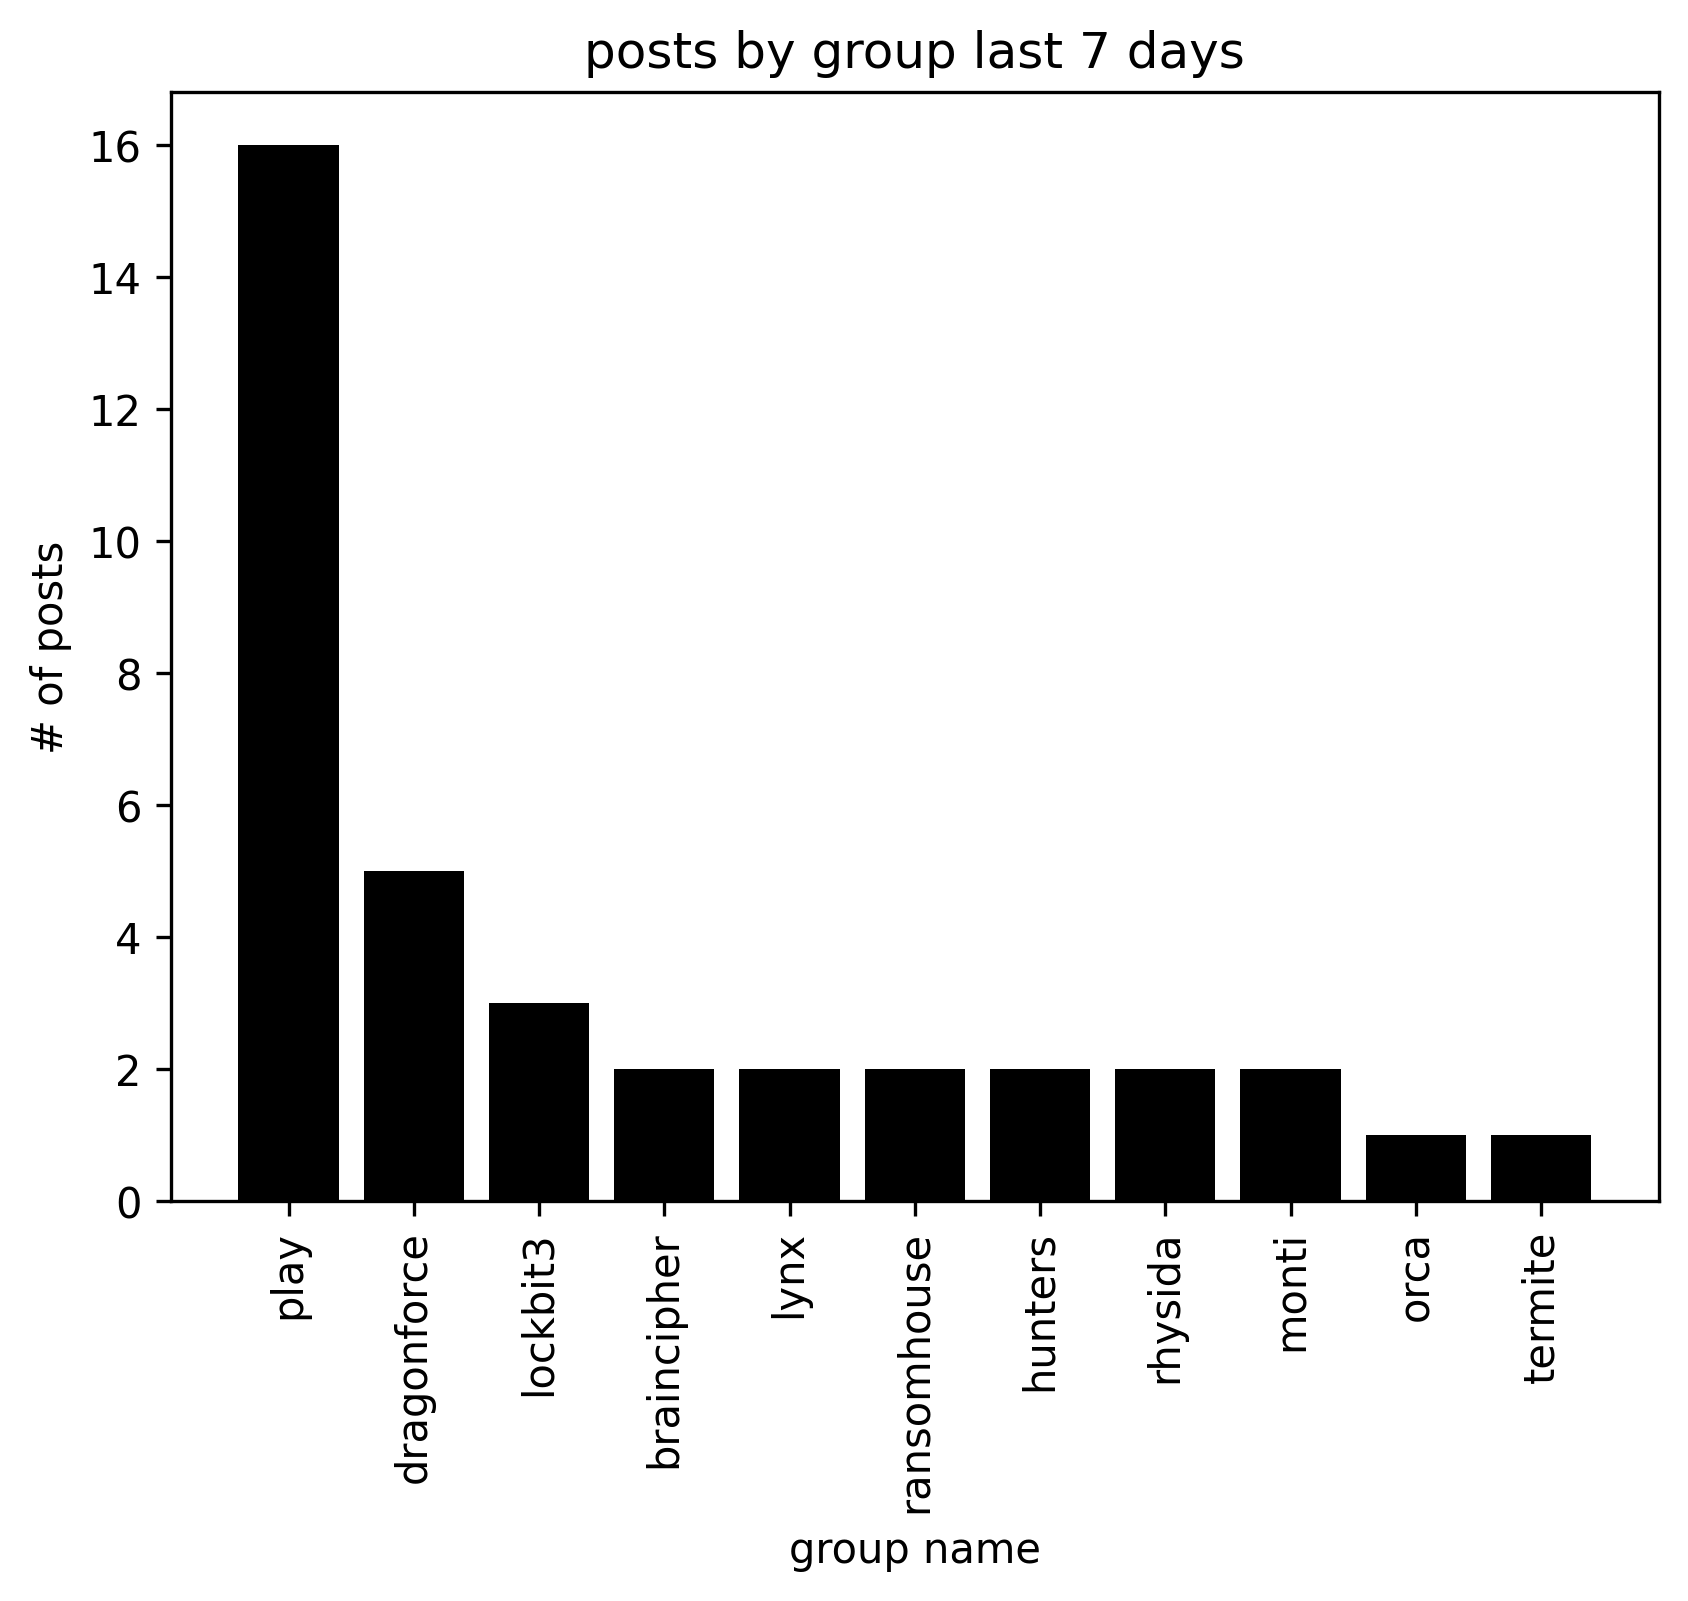 posts by group last 7 days
# of posts
16
14
12
10
8
6
4
2
0
play
dragonforce
lockbit3
braincipher
lynx
ransomhouse
hunters
rhysida
monti
orca
termite
group name